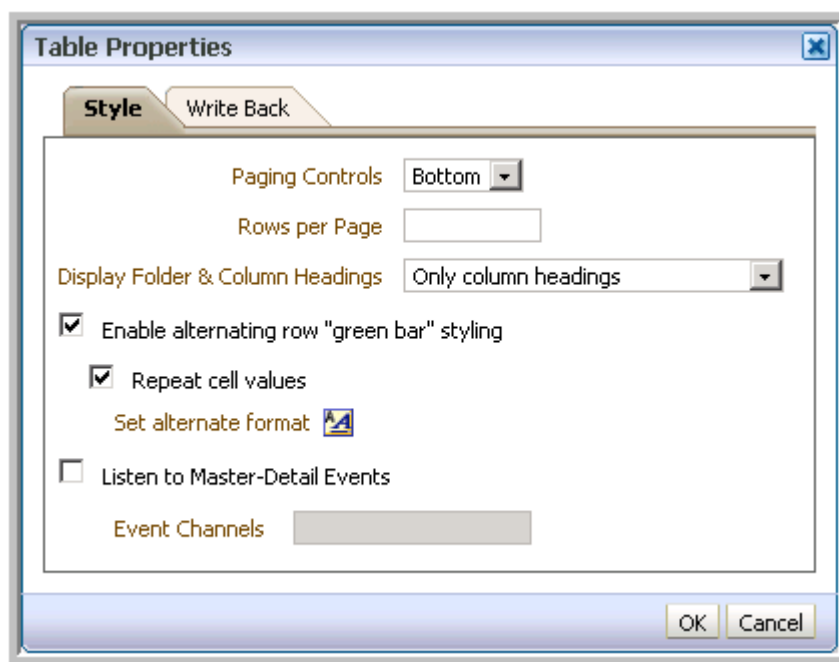 Table Properties
Style
Write Back
Paging Controls Bottom
Rows per Page
Display Folder & Column Headings Only column headings
Enable alternating row "green bar" styling
Repeat cell values
Set alternate format
Listen to Master-Detail Events
Event Channels
OK Cancel